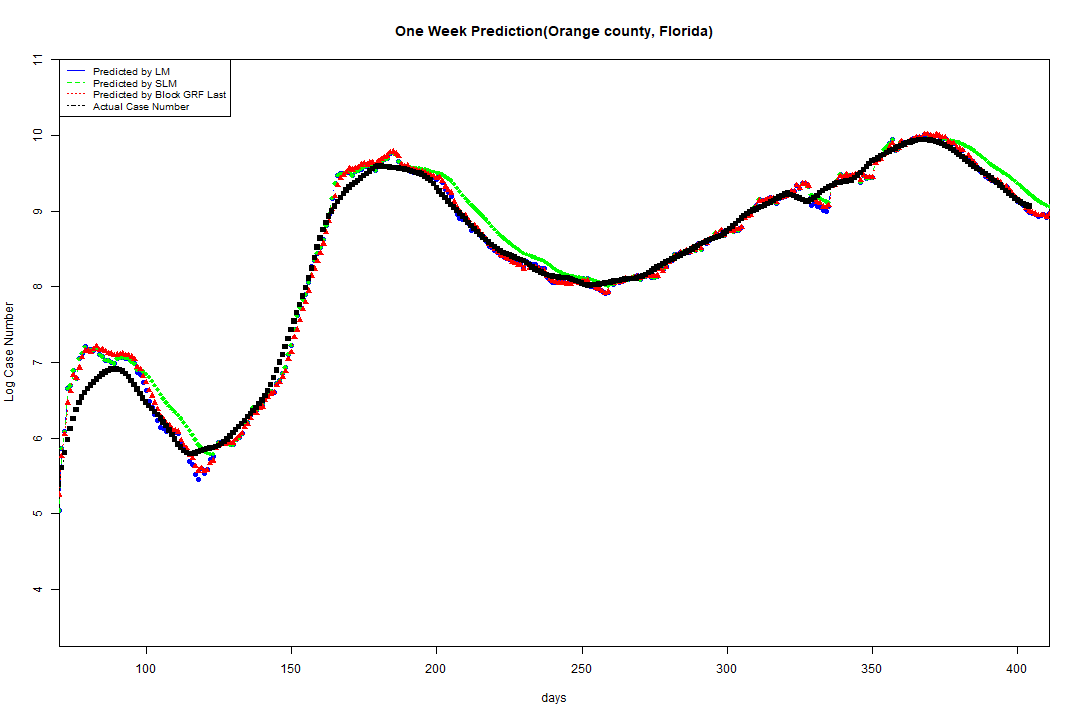 One Week Prediction(Orange county, Florida)
Predicted by LM
Predicted by SLM
Predicted by Block GRF Last
Actual Case Number
11
10
9
8
7
6
5
4
Log Case Number
100 150 200 250 300 350 400
days